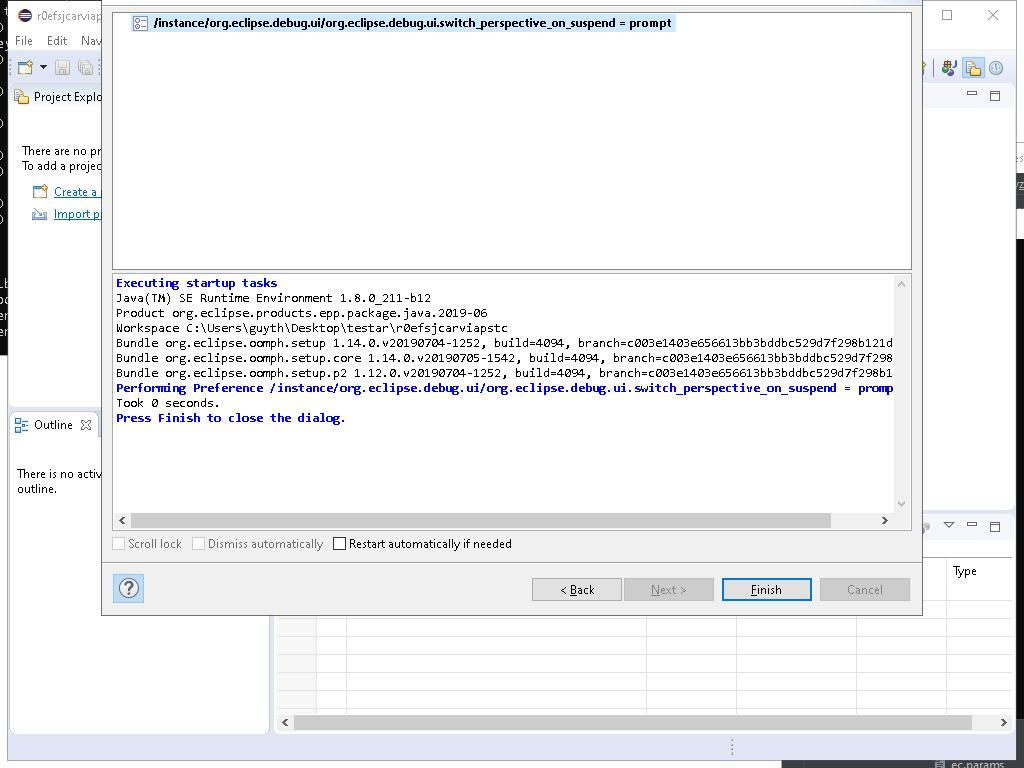 /instance/org.eclipse.debug.ui/org.eclipse.debug.ui.switch_perspective_on_suspend = prompt
r0efsjcarviap
File Edit Nav
Project Explo
There are no pr
To add a projec
Create a
Import p
Executing startup tasks
Java(TM) SE Runtime Environment 1.8.0_211-b12
Product org.eclipse.products.epp.package.java.2019-06
Workspace C:\Users\guyth\Desktop\testar\r0efsjcarviapstc
Bundle org.eclipse.oomph.setup 1.14.0.v20190704-1252, build=4094, branch=c003e1403e656613bb3bddbc529d7f298b121d
Bundle org.eclipse.oomph.setup.core 1.14.0.v20190705-1542, build=4094, branch=c003e1403e656613bb3bddbc529d7f298
Bundle org.eclipse.oomph.setup.p2 1.12.0.v20190704-1252, build=4094, branch=c003e1403e656613bb3bddbc529d7f298b1
Performing Preference /instance/org.eclipse.debug.ui/org.eclipse.debug.ui.switch_perspective_on_suspend = promp
Took 0 seconds.
Press Finish to close the dialog.
Outline
There is no activ
outline.
Scroll lock Dismiss automatically Restart automatically if needed
Type
? < Back Next > Finish Cancel
ec.params